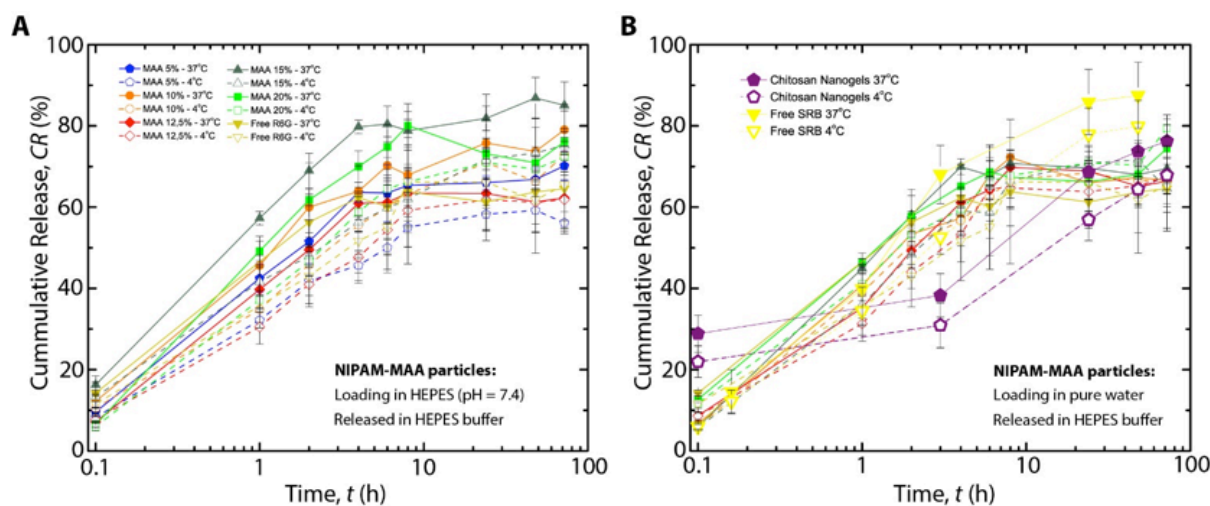 A
Cummulative Release, CR (%)
100
80
60
40
20
0
0.1
1
10
100
Time, t (h)
MAA 5% - 37°C
MAA 5% - 4°C
MAA 10% - 37°C
MAA 10% - 4°C
MAA 12,5% - 37°C
MAA 12,5% - 4°C
MAA 15% - 37°C
MAA 15% - 4°C
MAA 20% - 37°C
MAA 20% - 4°C
Free R6G - 37°C
Free R6G - 4°C
NIPAM-MAA particles:
Loading in HEPES (pH = 7.4)
Released in HEPES buffer
B
Cummulative Release, CR (%)
100
80
60
40
20
0
0.1
1
10
100
Time, t (h)
Chitosan Nanogels 37°C
Chitosan Nanogels 4°C
Free SRB 37°C
Free SRB 4°C
NIPAM-MAA particles:
Loading in pure water
Released in HEPES buffer